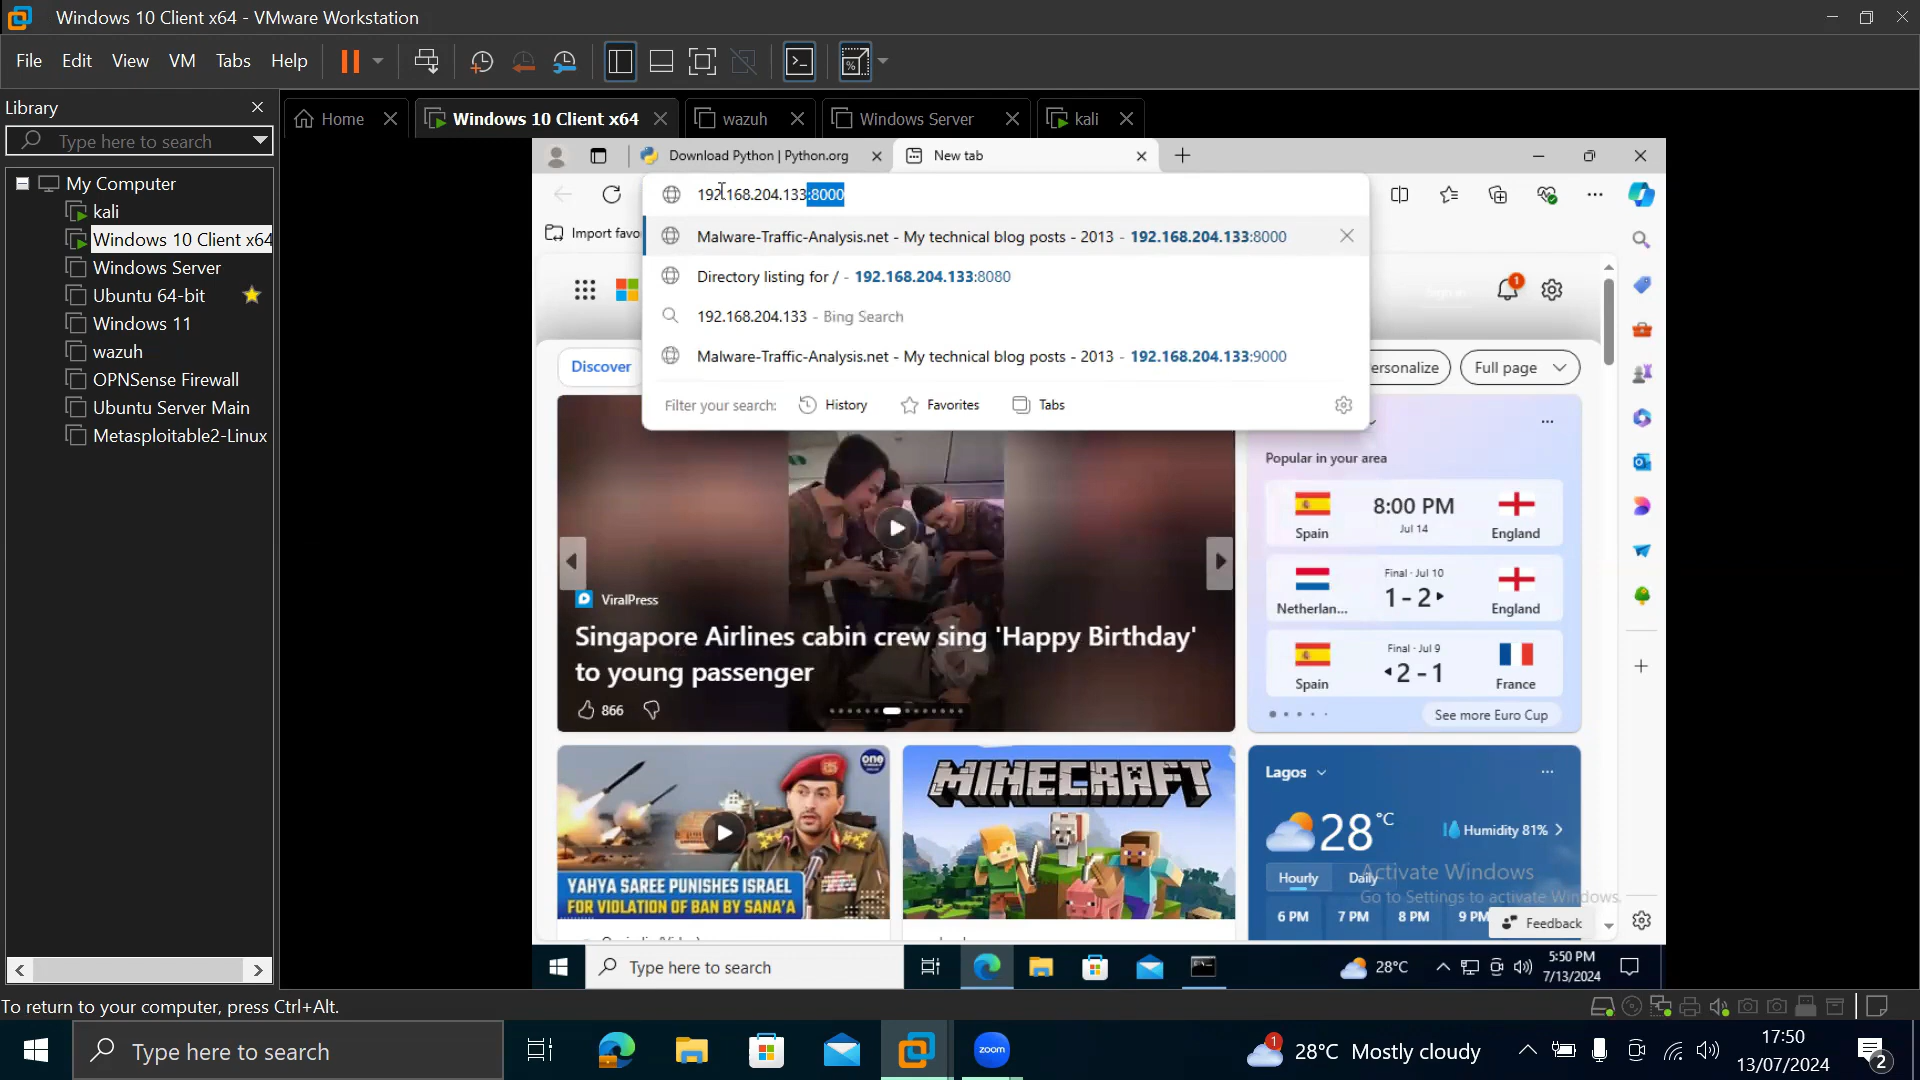 Windows 10 Client x64 - VMware Workstation
File Edit View VM Tabs Help
Library
Type here to search
My Computer
kali
Windows 10 Client x64
Windows Server
Ubuntu 64-bit
Windows 11
wazuh
OPNSense Firewall
Ubuntu Server Main
Metasploitable2-Linux
Home
Windows 10 Client x64
wazuh
Windows Server
kali
Download Python | Python.org
New tab
192.168.204.133:8000
Import favo
Malware-Traffic-Analysis.net - My technical blog posts - 2013 - 192.168.204.133:8000
Directory listing for / - 192.168.204.133:8080
192.168.204.133 - Bing Search
Malware-Traffic-Analysis.net - My technical blog posts - 2013 - 192.168.204.133:9000
Filter your search: History Favorites Tabs
1
Discover
ersonalize
Full page
ViralPress
Singapore Airlines cabin crew sing 'Happy Birthday'
to young passenger
866
Popular in your area
Spain 8:00 PM Jul 14 England
Netherlan... Final · Jul 10 1 - 2 England
Spain Final · Jul 9 2 - 1 France
See more Euro Cup
one
YAHYA SAREE PUNISHES ISRAEL
FOR VIOLATION OF BAN BY SANA'A
MINECRAFT
Lagos
28 °C
Humidity 81%
Hourly Daily
Activate Windows
Go to Settings to activate Windows.
6 PM 7 PM 8 PM 9 PM
Feedback
Type here to search
28°C
5:50 PM
7/13/2024
To return to your computer, press Ctrl+Alt.
Type here to search
zoom
1
28°C Mostly cloudy
17:50
13/07/2024
2